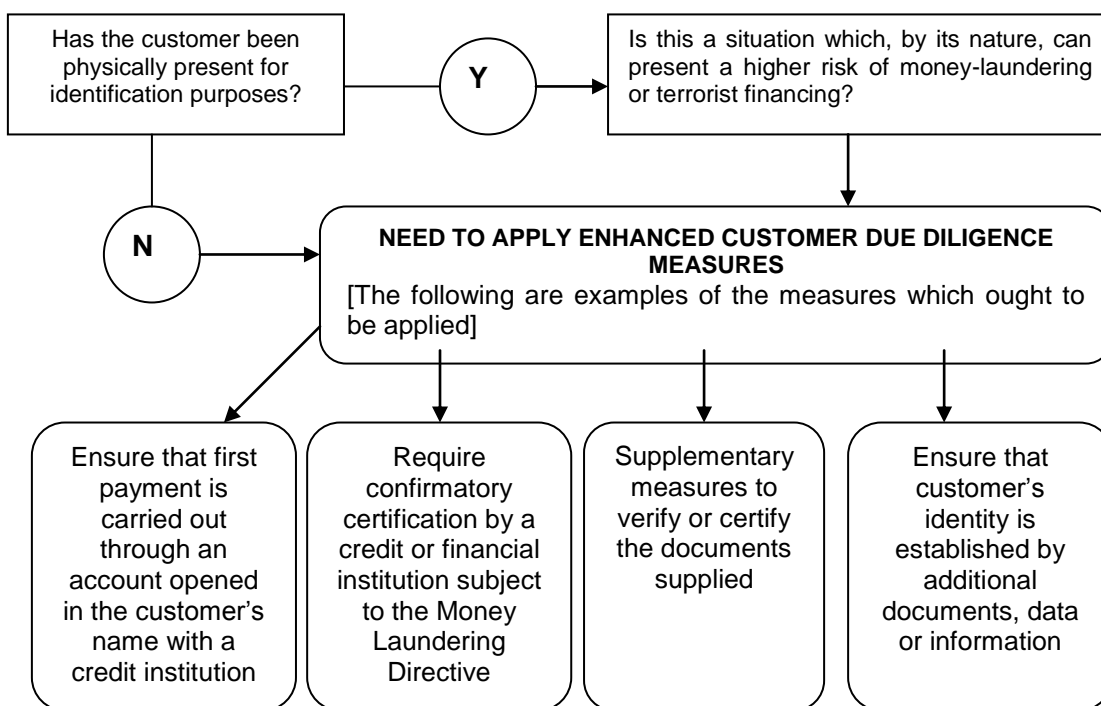 Has the customer been
physically present for
identification purposes?
Y
Is this a situation which, by its nature, can
present a higher risk of money-laundering
or terrorist financing?
N
NEED TO APPLY ENHANCED CUSTOMER DUE DILIGENCE
MEASURES
[The following are examples of the measures which ought to
be applied]
Ensure that first
payment is
carried out
through an
account opened
in the customer’s
name with a
credit institution
Require
confirmatory
certification by a
credit or financial
institution subject
to the Money
Laundering
Directive
Supplementary
measures to
verify or certify
the documents
supplied
Ensure that
customer’s
identity is
established by
additional
documents, data
or information